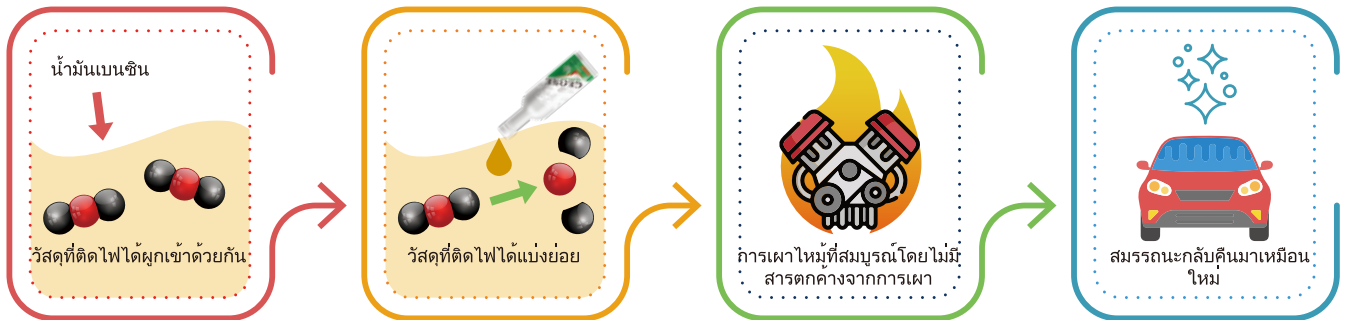 น้ำมันเบนซิน
วัสดุที่ติดไฟได้ผูกเข้าด้วยกัน
วัสดุที่ติดไฟได้แบ่งย่อย
การเผาไหม้ที่สมบูรณ์โดยไม่มี
สารตกค้างจากการเผา
สมรรถนะกลับคืนมาเหมือน
ใหม่